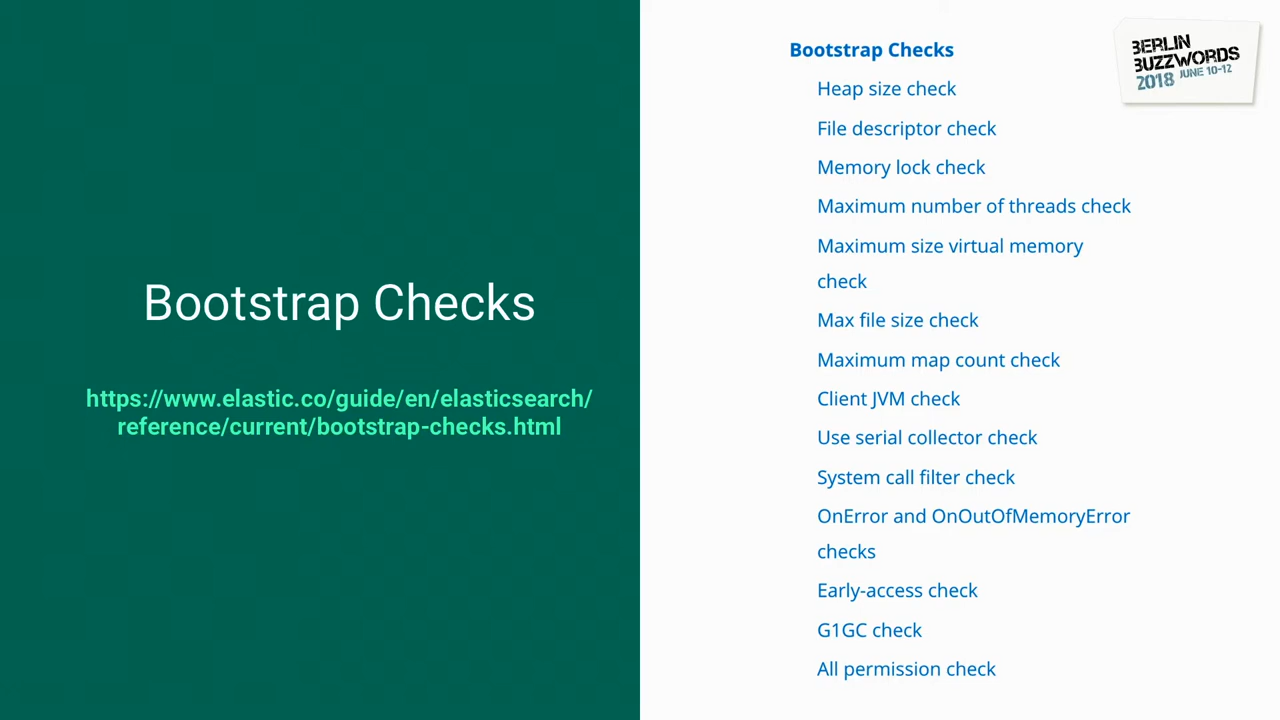 Bootstrap Checks
https://www.elastic.co/guide/en/elasticsearch/
reference/current/bootstrap-checks.html
Bootstrap Checks
Heap size check
File descriptor check
Memory lock check
Maximum number of threads check
Maximum size virtual memory
check
Max file size check
Maximum map count check
Client JVM check
Use serial collector check
System call filter check
OnError and OnOutOfMemoryError
checks
Early-access check
G1GC check
All permission check
BERLIN
BUZZWORDS
2018 JUNE 10-12